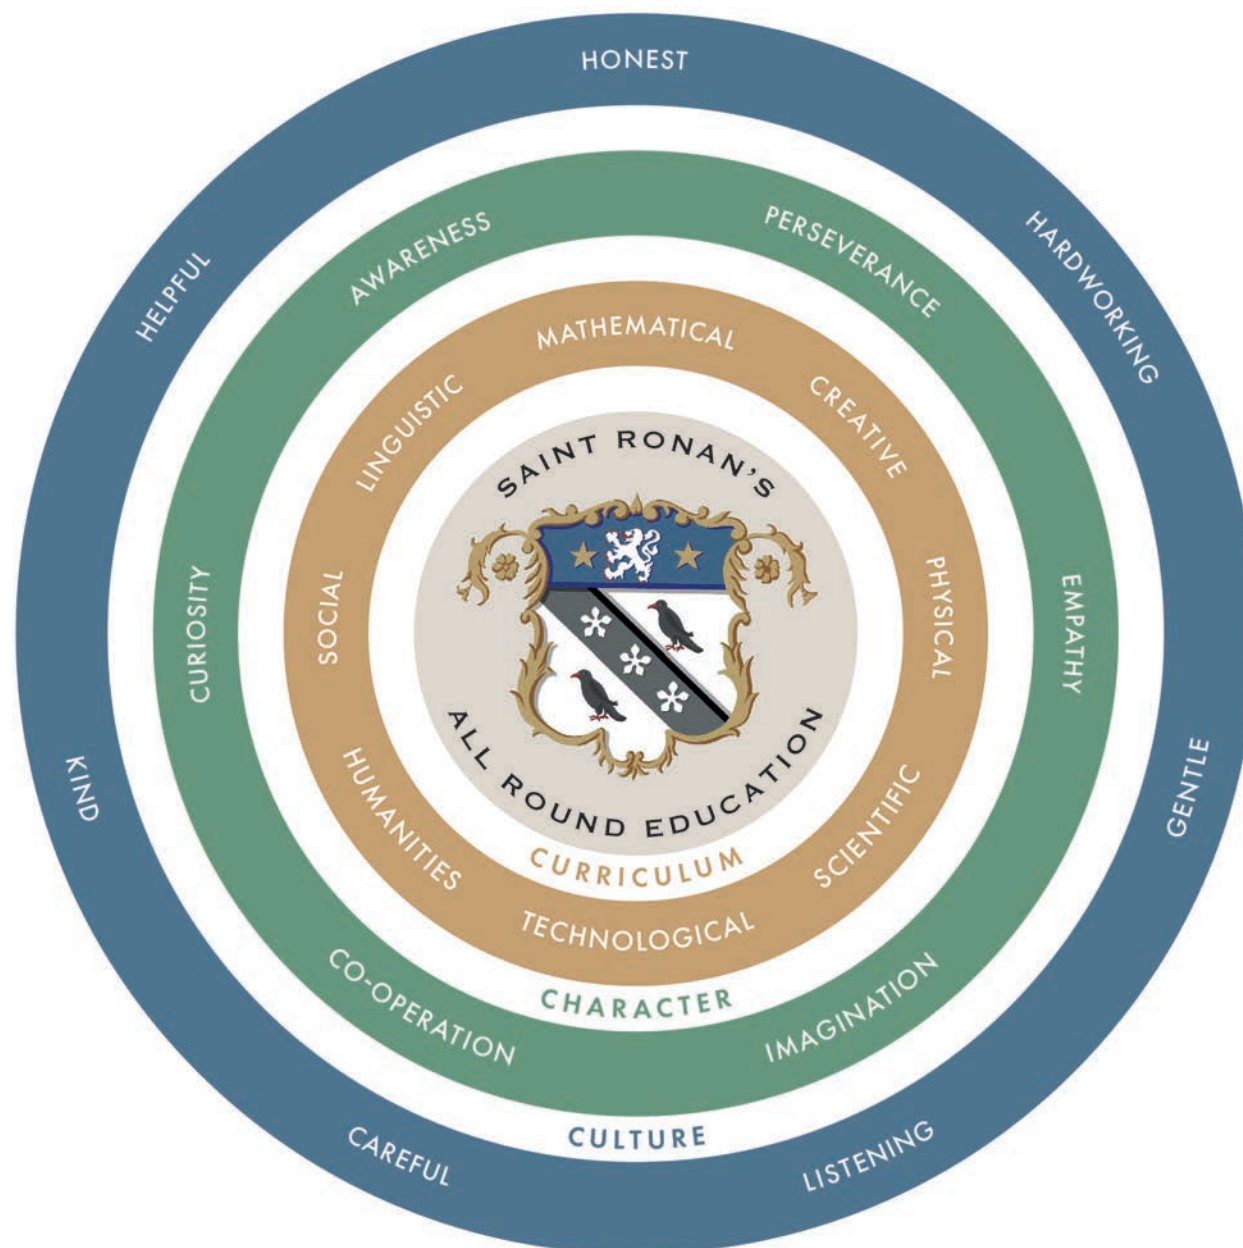 HONEST
HARDWORKING
GENTLE
LISTENING
CAREFUL
KIND
HELPFUL
CULTURE
AWARENESS
PERSEVERANCE
EMPATHY
IMAGINATION
CO-OPERATION
CURIOSITY
CHARACTER
MATHEMATICAL
CREATIVE
PHYSICAL
SCIENTIFIC
TECHNOLOGICAL
HUMANITIES
SOCIAL
LINGUISTIC
CURRICULUM
SAINT RONAN'S
ALL ROUND EDUCATION